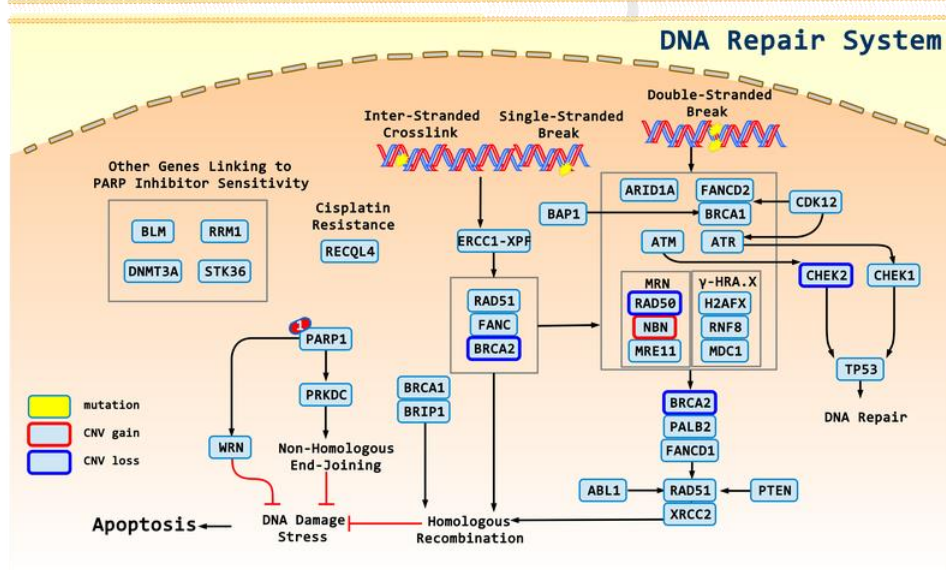 DNA Repair System
Double-Stranded
Break
Inter-Stranded
Crosslink
Single-Stranded
Break
Other Genes Linking to
PARP Inhibitor Sensitivity
BLM
RRM1
DNMT3A
STK36
Cisplatin
Resistance
RECQL4
ERCC1-XPF
BAP1
ARID1A
FANCD2
BRCA1
CDK12
ATM
ATR
CHEK2
CHEK1
RAD51
FANC
BRCA2
MRN
RAD50
NBN
MRE11
γ-HRA.X
H2AFX
RNF8
MDC1
TP53
DNA Repair
1
PARP1
PRKDC
WRN
Non-Homologous
End-Joining
BRCA1
BRIP1
BRCA2
PALB2
FANCD1
ABL1
RAD51
PTEN
XRCC2
mutation
CNV gain
CNV loss
Apoptosis
DNA Damage
Stress
Homologous
Recombination